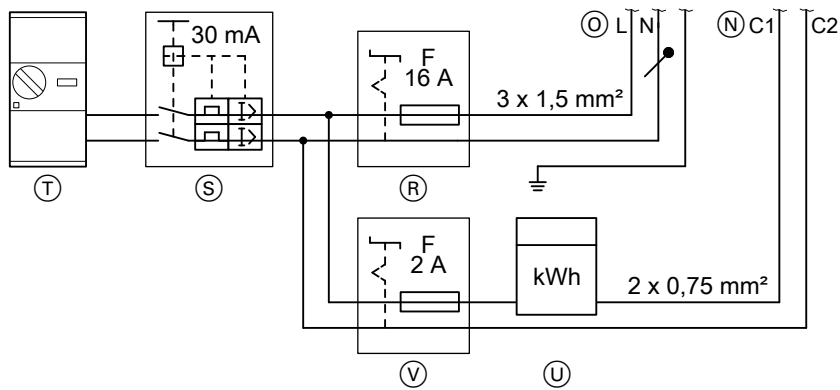 30 mA
F
16 A
Ⓞ L N
Ⓝ C1 C2
3 x 1,5 mm²
Ⓣ
Ⓢ
Ⓡ
F
2 A
kWh
2 x 0,75 mm²
Ⓥ
Ⓤ